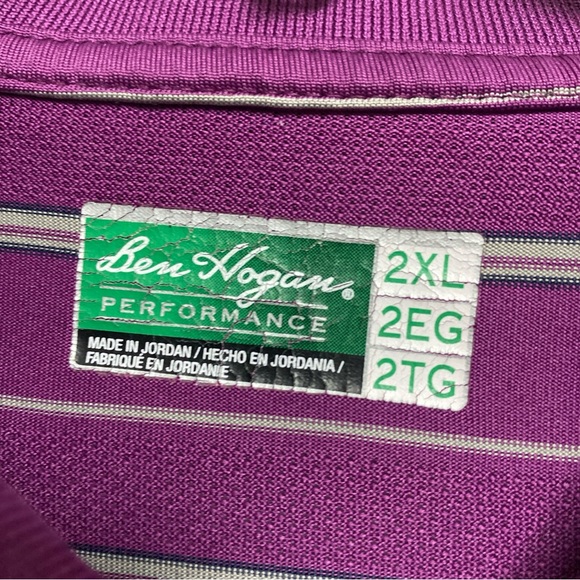 Ben Hogan®
PERFORMANCE
MADE IN JORDAN / HECHO EN JORDANIA /
FABRIQUÉ EN JORDANIE
2XL
2EG
2TG